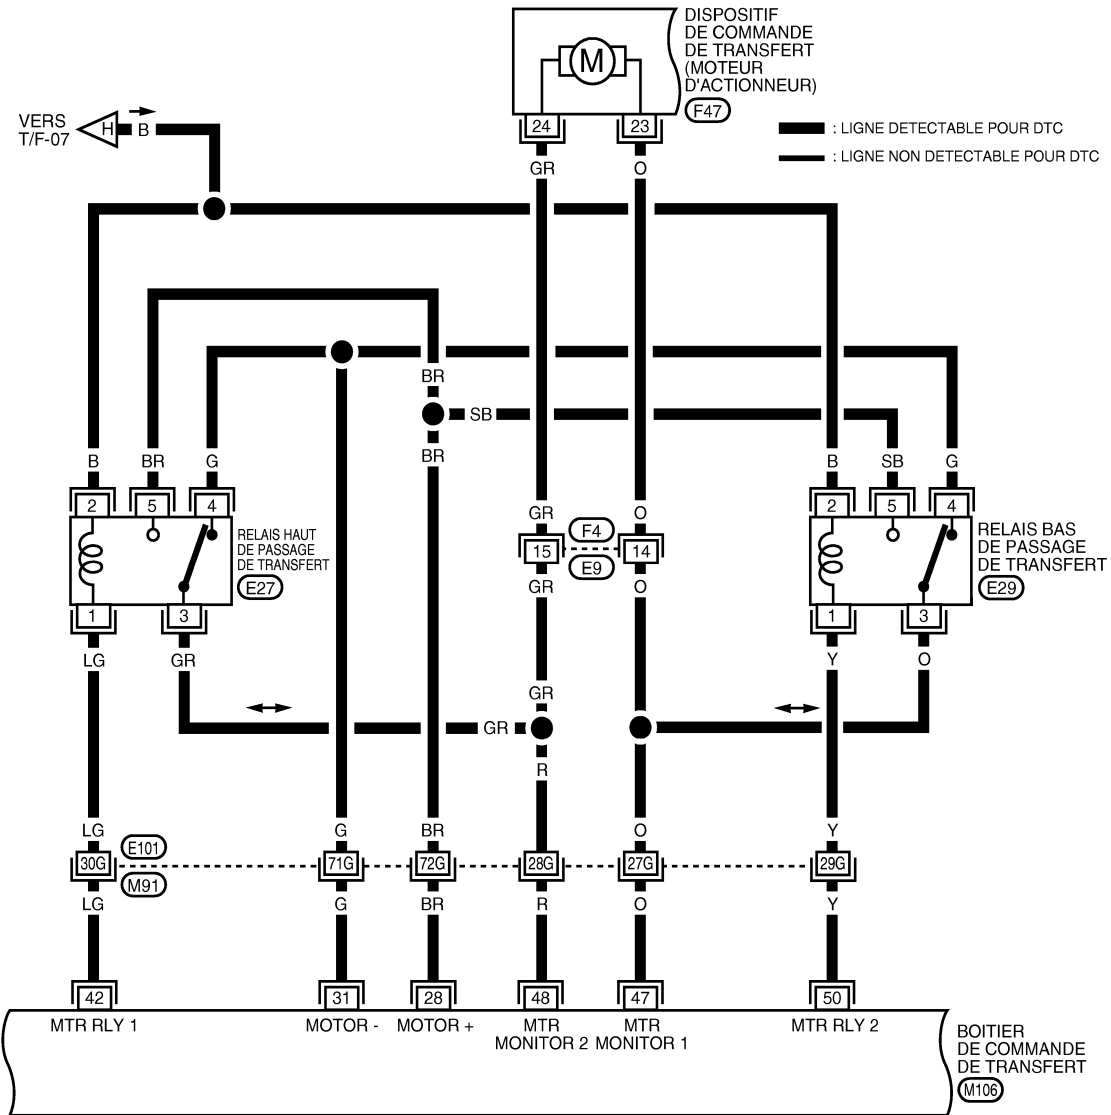 DISPOSITIF
DE COMMANDE
DE TRANSFERT
(MOTEUR
D'ACTIONNEUR)
F47
M
24 23
VERS
T/F-07
H
B
: LIGNE DETECTABLE POUR DTC
: LIGNE NON DETECTABLE POUR DTC
GR O
BR
SB
BR
B BR G
B SB G
2 5 4
2 5 4
GR O
F4
15 14
E9
GR O
RELAIS HAUT
DE PASSAGE
DE TRANSFERT
E27
RELAIS BAS
DE PASSAGE
DE TRANSFERT
E29
1 3
1 3
LG GR
Y O
GR
GR
R
LG G BR R O Y
E101
30G 71G 72G 28G 27G 29G
M91
LG G BR R O Y
42 31 28 48 47 50
MTR RLY 1
MOTOR -
MOTOR +
MTR
MONITOR 2
MTR
MONITOR 1
MTR RLY 2
BOITIER
DE COMMANDE
DE TRANSFERT
M106